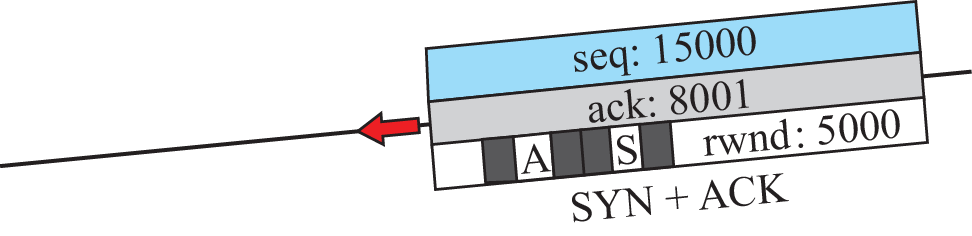 seq: 15000
ack: 8001
A S rwnd: 5000
SYN + ACK